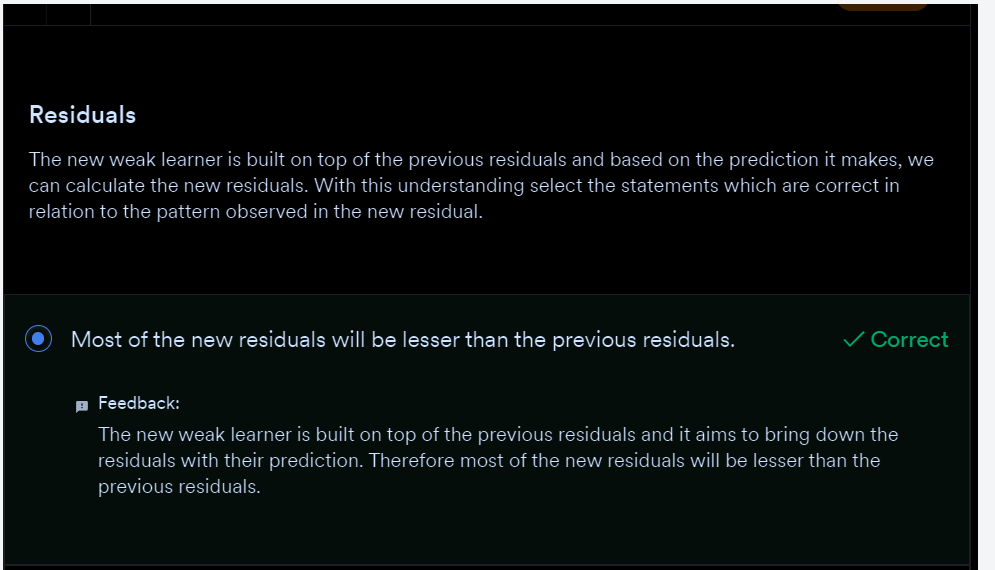 Residuals
The new weak learner is built on top of the previous residuals and based on the prediction it makes, we
can calculate the new residuals. With this understanding select the statements which are correct in
relation to the pattern observed in the new residual.
Most of the new residuals will be lesser than the previous residuals.
Correct
Feedback:
The new weak learner is built on top of the previous residuals and it aims to bring down the
residuals with their prediction. Therefore most of the new residuals will be lesser than the
previous residuals.